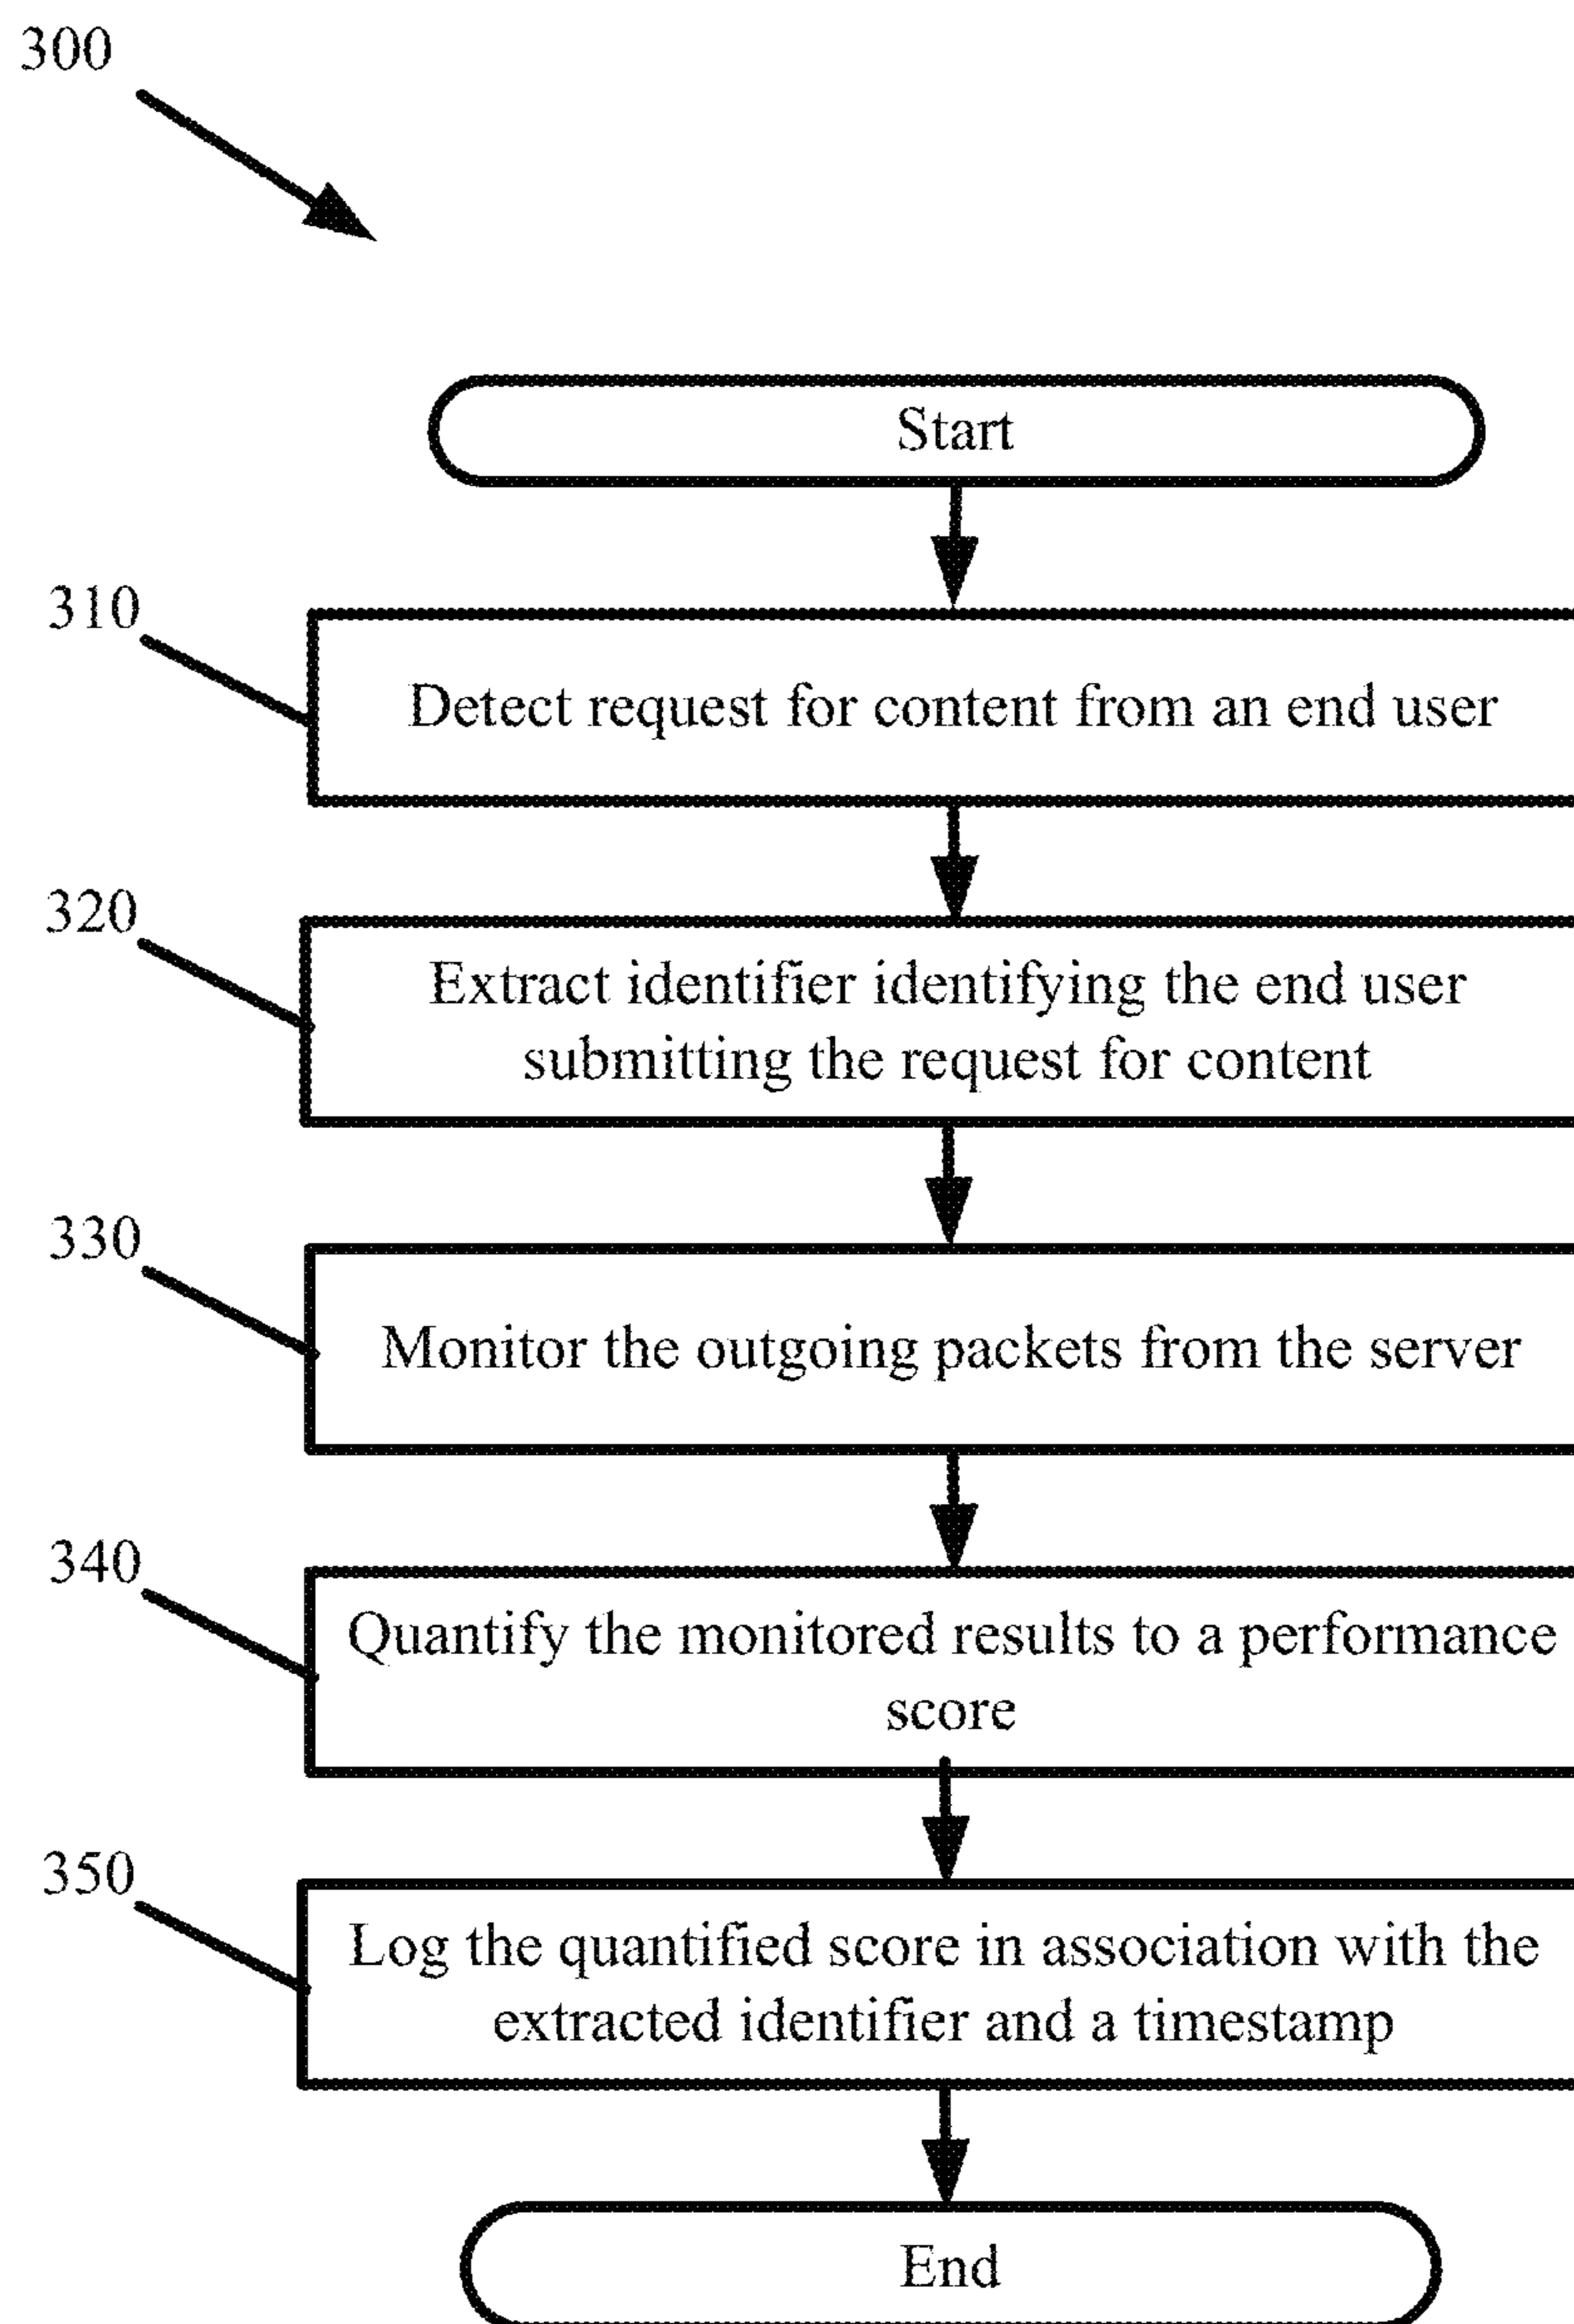 300
Start
310
Detect request for content from an end user
320
Extract identifier identifying the end user
submitting the request for content
330
Monitor the outgoing packets from the server
340
Quantify the monitored results to a performance
score
350
Log the quantified score in association with the
extracted identifier and a timestamp
End